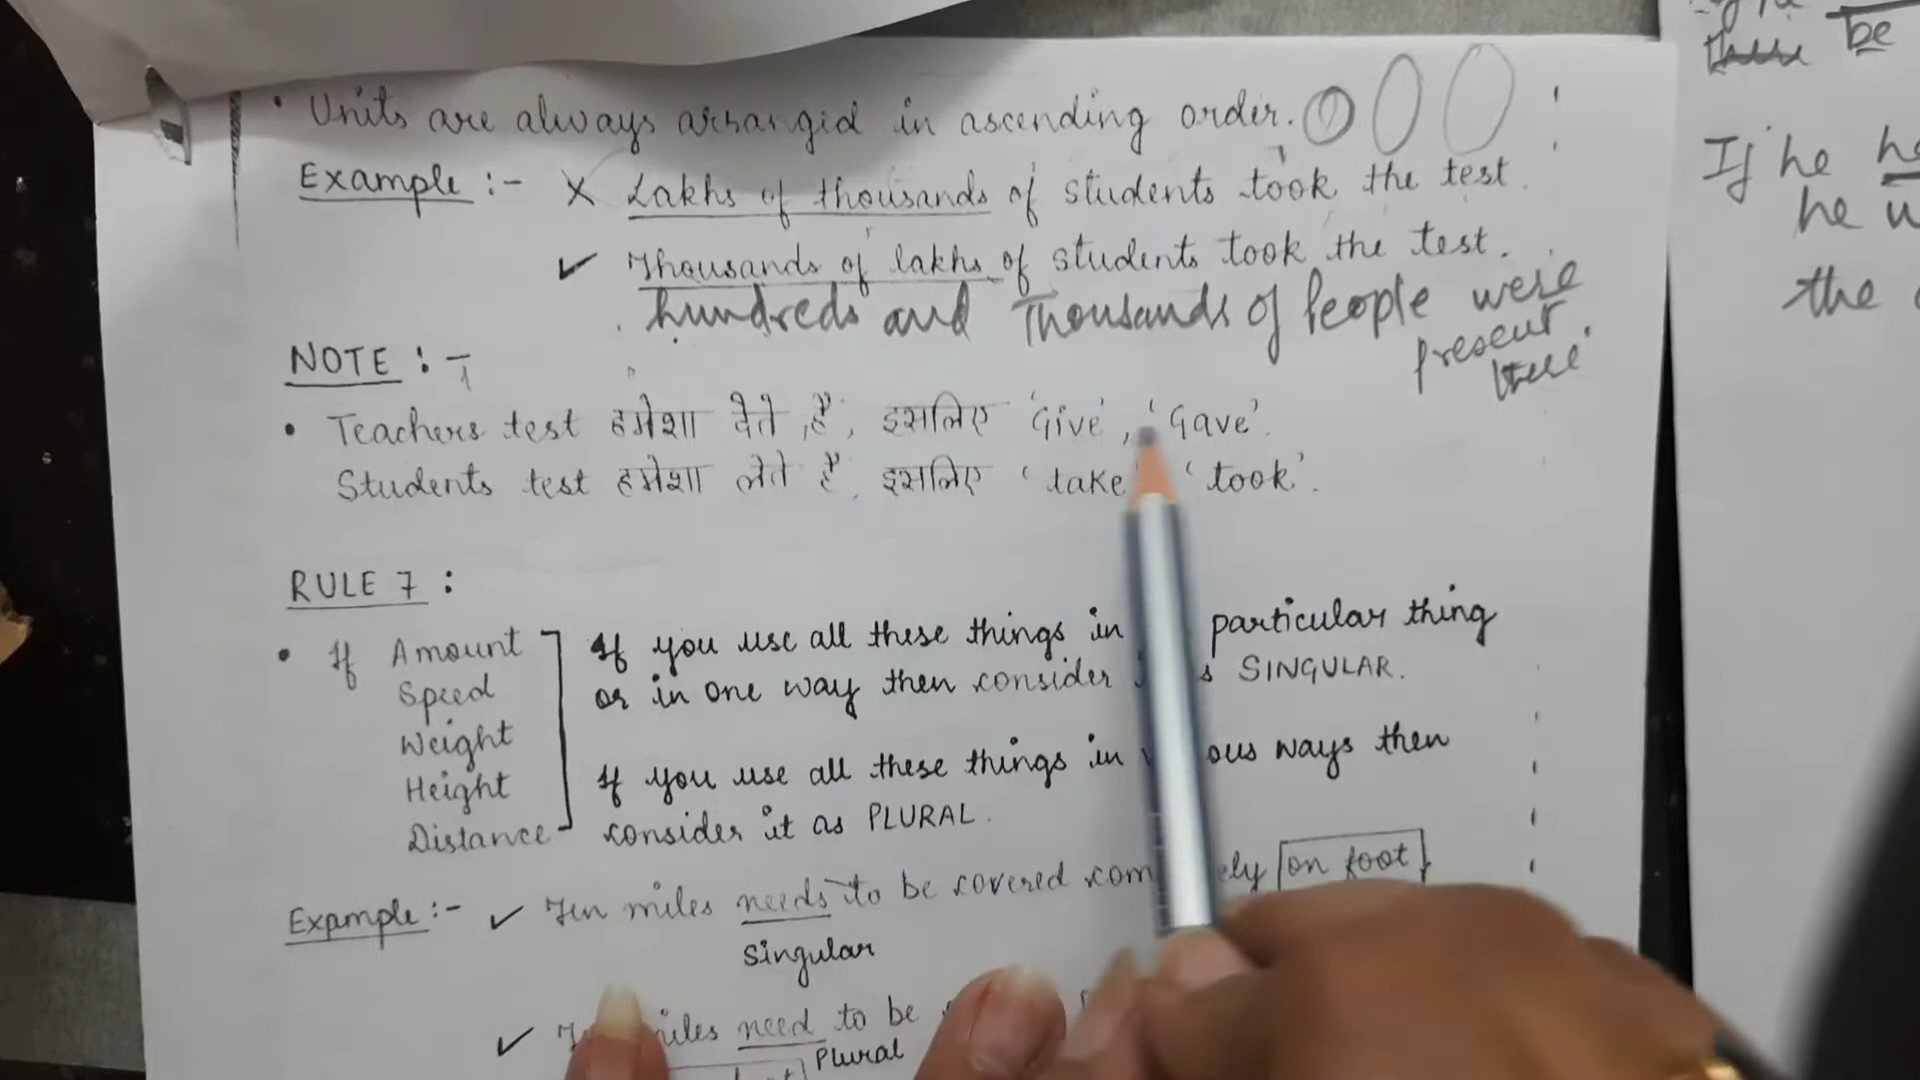 • Units are always arranged in ascending order.
Example :- X Lakhs of thousands of students took the test.
✓ Thousands of lakhs of students took the test.
hundreds and Thousands of People were
present
there.
NOTE :-
• Teachers test हमेशा देते हैं, इसलिए 'Give', 'Gave'.
Students test हमेशा लेते हैं, इसलिए 'take' 'took'.
RULE 7 :
• If Amount
Speed
Weight
Height
Distance
If you use all these things in particular thing
or in one way then consider SINGULAR.
If you use all these things in ways then
consider it as PLURAL.
Example :- ✓ Ten miles needs to be covered on foot
Singular
✓ need to be
Plural
be
If he
he
the